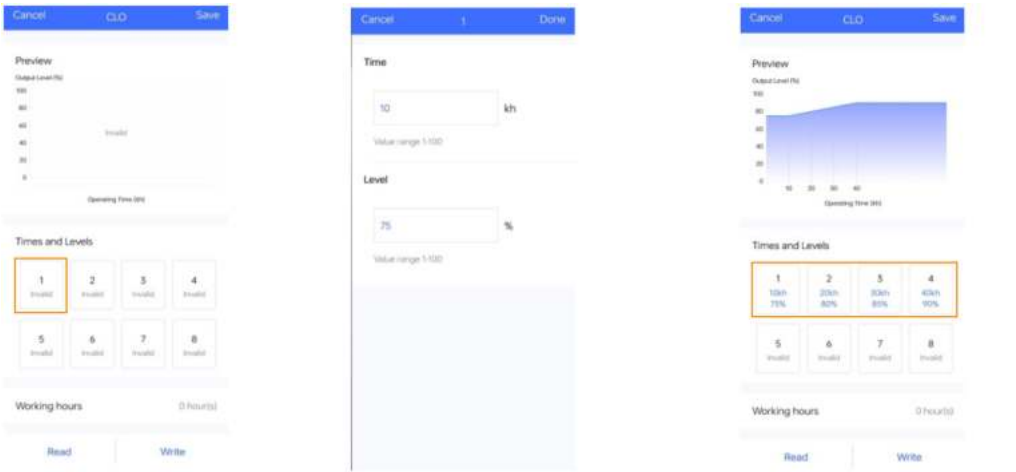 Cancel CLO Save
Preview
Output Level (%)
100
80
60
40
20
0
Invalid
Operating Time (kh)
Times and Levels
1 2 3 4
Invalid Invalid Invalid Invalid
5 6 7 8
Invalid Invalid Invalid Invalid
Working hours 0 hour(s)
Read Write
Cancel 1 Done
Time
10 kh
Value range 1-100
Level
75 %
Value range 1-100
Cancel CLO Save
Preview
Output Level (%)
100
80
60
40
20
0
10 20 30 40
Operating Time (kh)
Times and Levels
1 2 3 4
10kh 20kh 30kh 40kh
75% 80% 85% 90%
5 6 7 8
Invalid Invalid Invalid Invalid
Working hours 0 hour(s)
Read Write